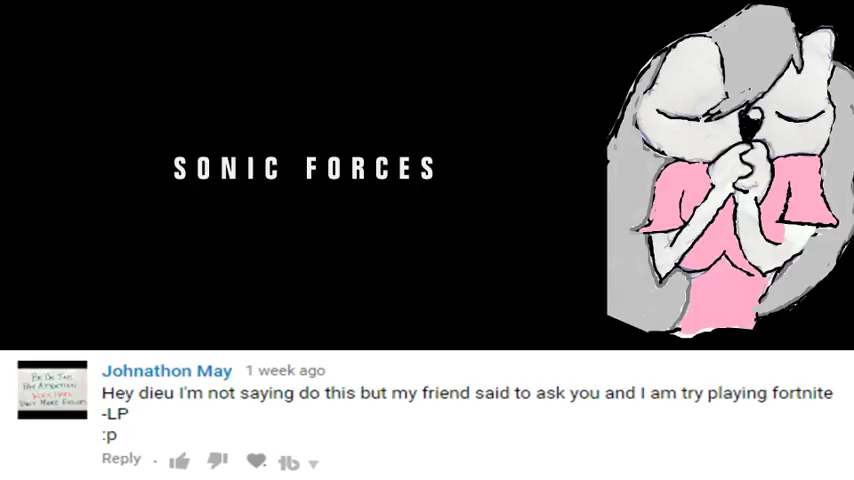 SONIC FORCES
Johnathon May 1 week ago
Hey dieu I'm not saying do this but my friend said to ask you and I am try playing fortnite
-LP
:p
Reply